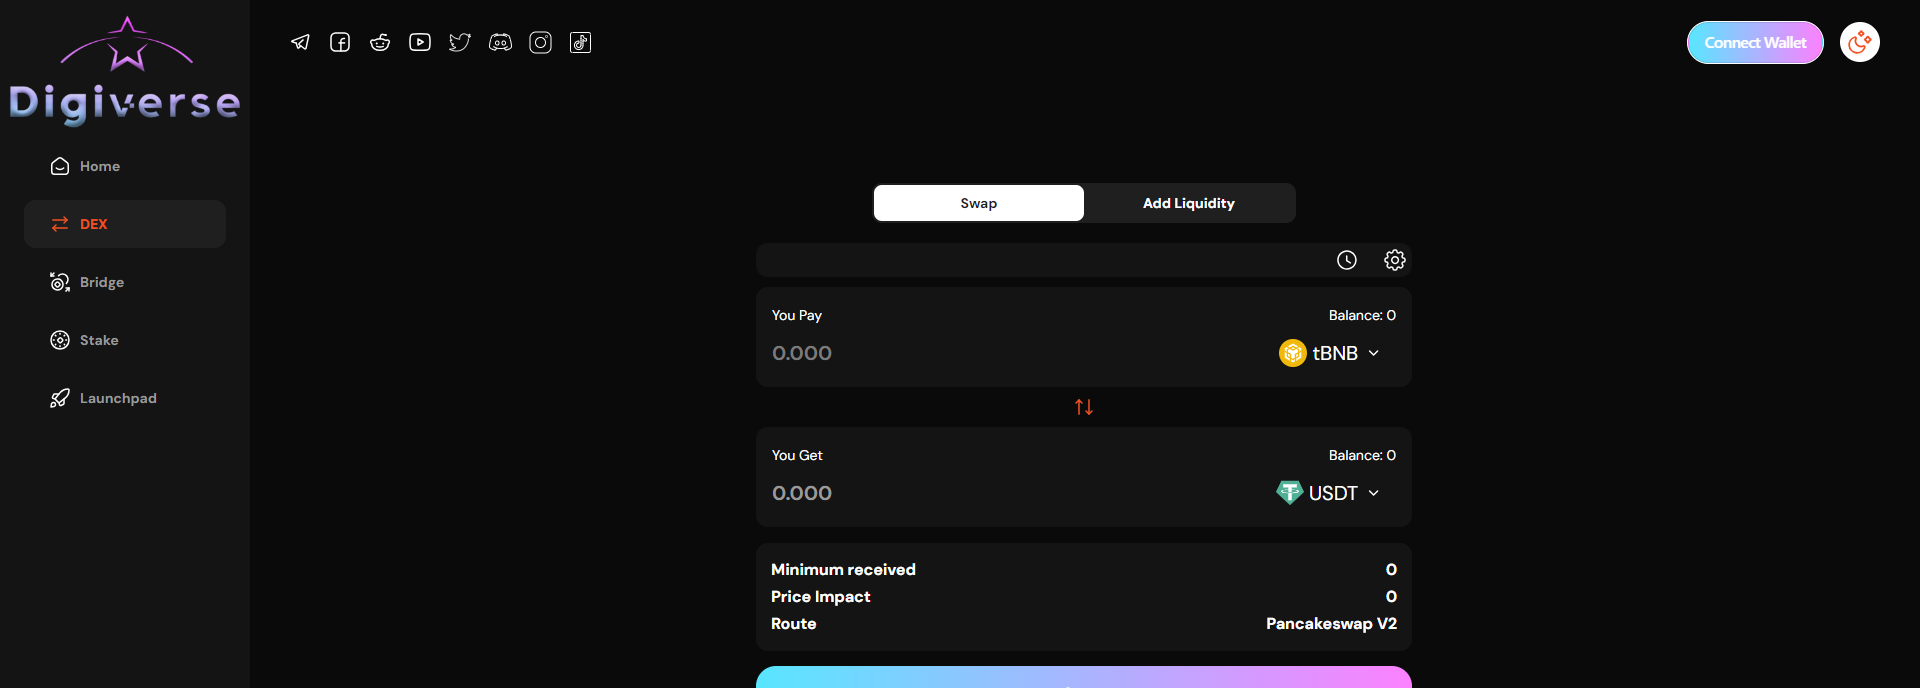 Digiverse
Home
DEX
Bridge
Stake
Launchpad
Connect Wallet
Swap
Add Liquidity
You Pay
Balance: 0
0.000
tBNB
You Get
Balance: 0
0.000
USDT
Minimum received
0
Price Impact
0
Route
Pancakeswap V2